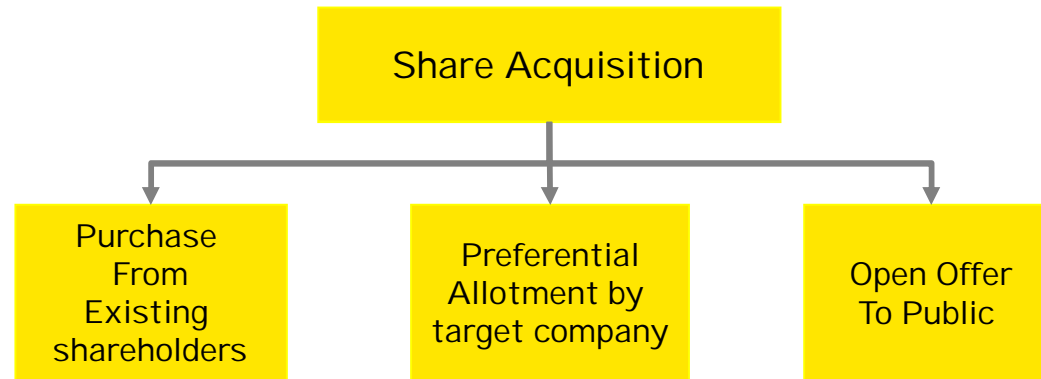 Share Acquisition
Purchase
From
Existing
shareholders
Preferential
Allotment by
target company
Open Offer
To Public